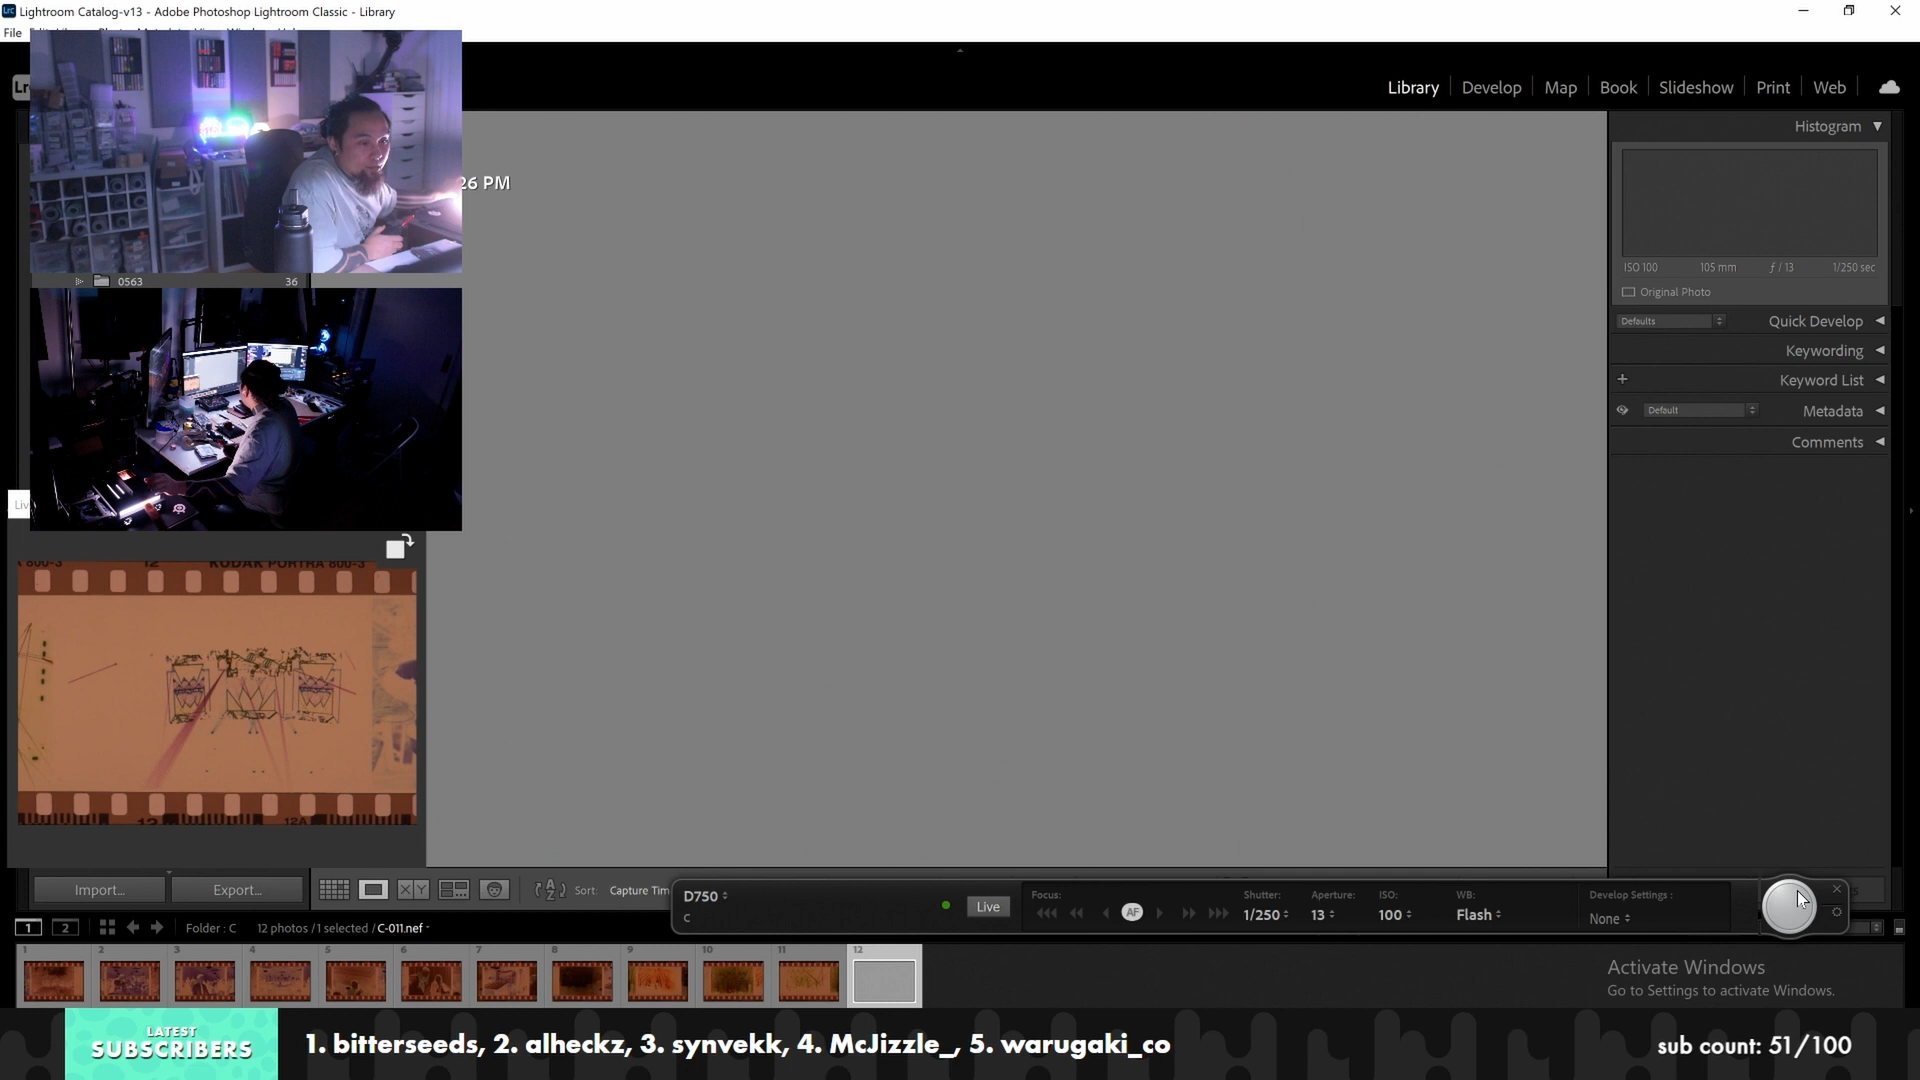 Lightroom Catalog-v13 - Adobe Photoshop Lightroom Classic - Library
File
Library | Develop | Map | Book | Slideshow | Print | Web
Histogram
26 PM
ISO 100 105 mm ƒ / 13 1/250 sec
Original Photo
0563 36
Defaults Quick Develop
Keywording
Keyword List
Default Metadata
Comments
Liv
12 KODAK PORTRA 800-3
12 12A
Import... Export... Sort: Capture Tim
D750
C
Live
Focus:
AF
Shutter: Aperture: ISO: WB:
1/250 13 100 Flash
Develop Settings :
None
1 2 Folder : C 12 photos / 1 selected / C-011.nef
1 2 3 4 5 6 7 8 9 10 11 12
Activate Windows
Go to Settings to activate Windows.
LATEST
SUBSCRIBERS
1. bitterseeds, 2. alheckz, 3. synvekk, 4. McJizzle_, 5. warugaki_co
sub count: 51/100